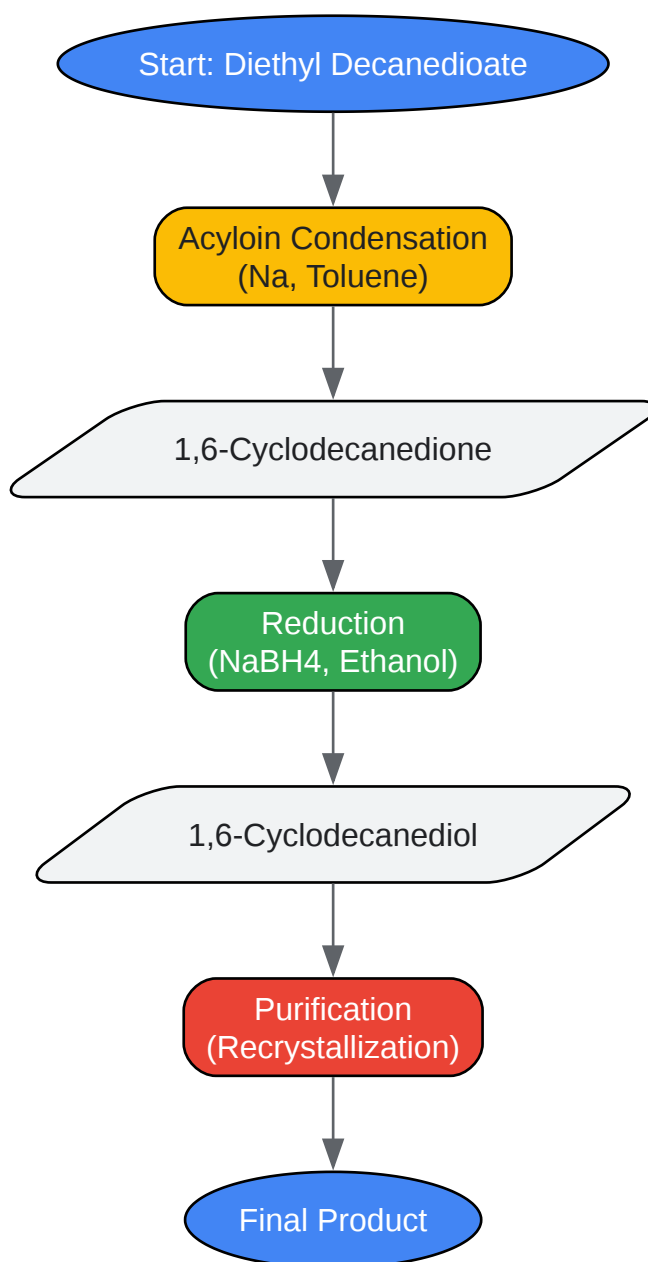 Start: Diethyl Decanedioate
Acyloin Condensation
(Na, Toluene)
1,6-Cyclodecanedione
Reduction
(NaBH4, Ethanol)
1,6-Cyclodecanediol
Purification
(Recrystallization)
Final Product